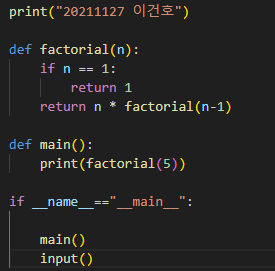 print("20211127 이건호")
def factorial(n):
    if n == 1:
        return 1
    return n * factorial(n-1)
def main():
    print(factorial(5))
if __name__=="__main__":
    main()
    input()